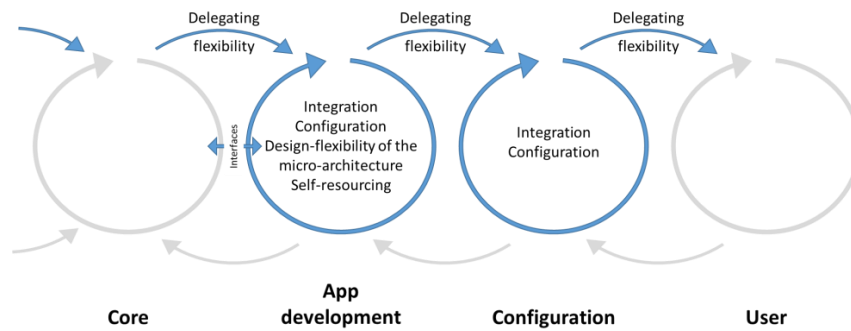 Delegating
flexibility
Delegating
flexibility
Delegating
flexibility
Interfaces
Integration
Configuration
Design-flexibility of the
micro-architecture
Self-resourcing
Integration
Configuration
Core
App
development
Configuration
User